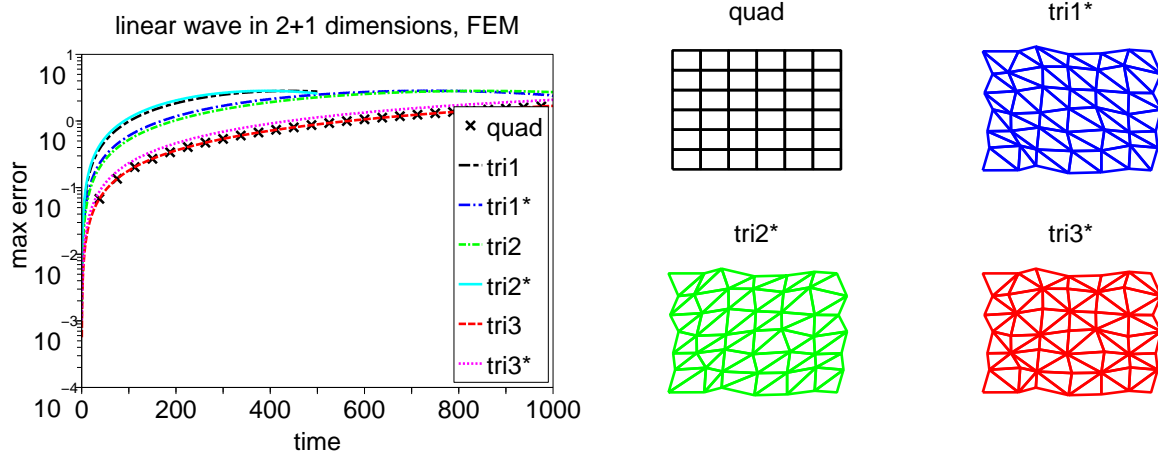 linear wave in 2+1 dimensions, FEM
max error
10 1
10 0
10 −1
10 −2
10 −3
10 −4
quad
tri1
tri1*
tri2
tri2*
tri3
tri3*
0 200 400 600 800 1000
time
quad
tri1*
tri2*
tri3*